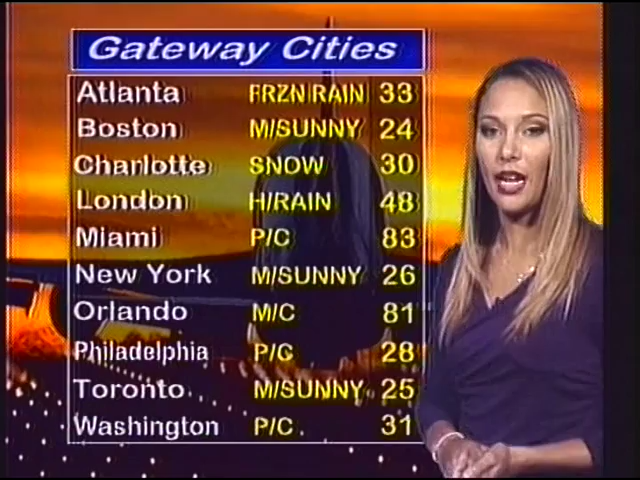 Gateway Cities
Atlanta FRZN RAIN 33
Boston M/SUNNY 24
Charlotte SNOW 30
London H/RAIN 48
Miami P/C 83
New York M/SUNNY 26
Orlando M/C 81
Philadelphia P/C 28
Toronto M/SUNNY 25
Washington P/C 31